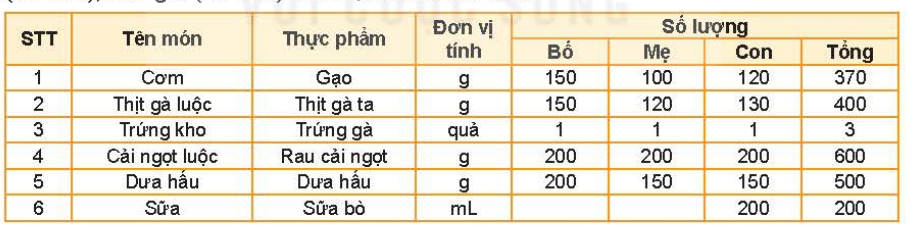 STT Tên món Thực phẩm Đơn vị tính Số lượng
Bố Mẹ Con Tổng
1 Cơm Gạo g 150 100 120 370
2 Thịt gà luộc Thịt gà ta g 150 120 130 400
3 Trứng kho Trứng gà quả 1 1 1 3
4 Cải ngọt luộc Rau cải ngọt g 200 200 200 600
5 Dưa hấu Dưa hấu g 200 150 150 500
6 Sữa Sữa bò mL 200 200